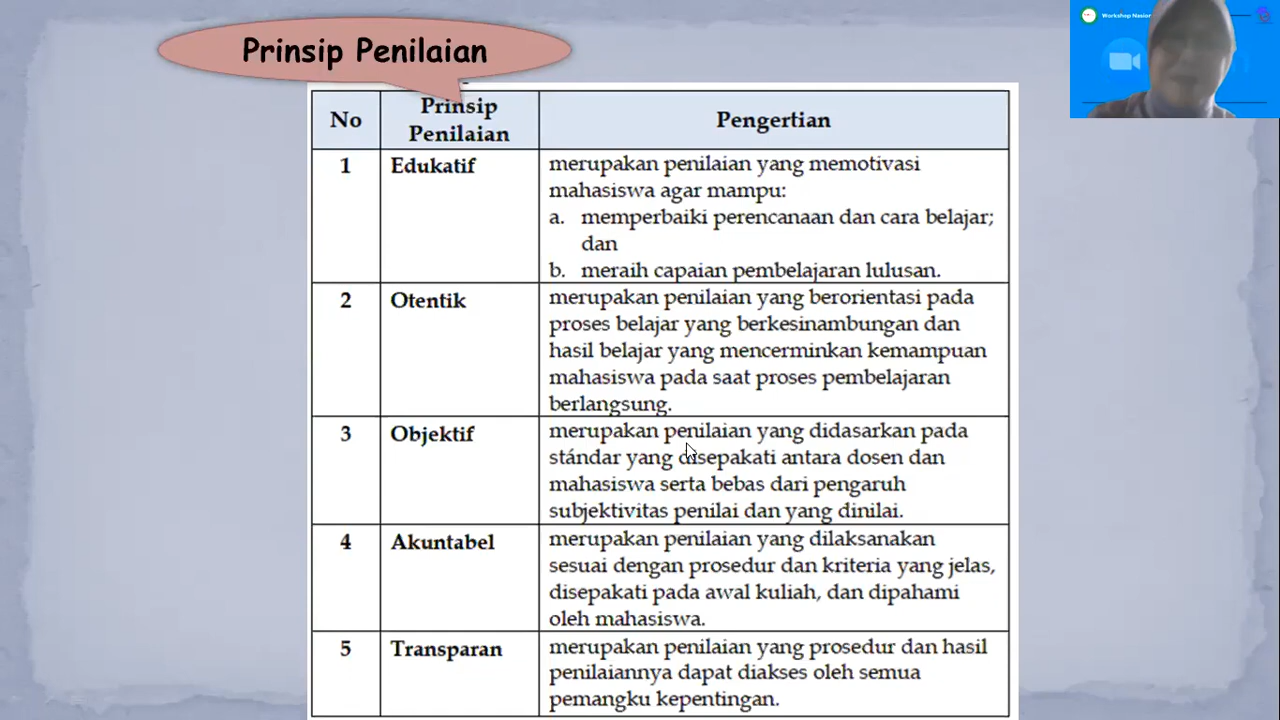 Prinsip Penilaian
Workshop Nasion
No
Prinsip
Penilaian
Pengertian
1
Edukatif
merupakan penilaian yang memotivasi
mahasiswa agar mampu:
a. memperbaiki perencanaan dan cara belajar;
dan
b. meraih capaian pembelajaran lulusan.
2
Otentik
merupakan penilaian yang berorientasi pada
proses belajar yang berkesinambungan dan
hasil belajar yang mencerminkan kemampuan
mahasiswa pada saat proses pembelajaran
berlangsung.
3
Objektif
merupakan penilaian yang didasarkan pada
stándar yang disepakati antara dosen dan
mahasiswa serta bebas dari pengaruh
subjektivitas penilai dan yang dinilai.
4
Akuntabel
merupakan penilaian yang dilaksanakan
sesuai dengan prosedur dan kriteria yang jelas,
disepakati pada awal kuliah, dan dipahami
oleh mahasiswa.
5
Transparan
merupakan penilaian yang prosedur dan hasil
penilaiannya dapat diakses oleh semua
pemangku kepentingan.